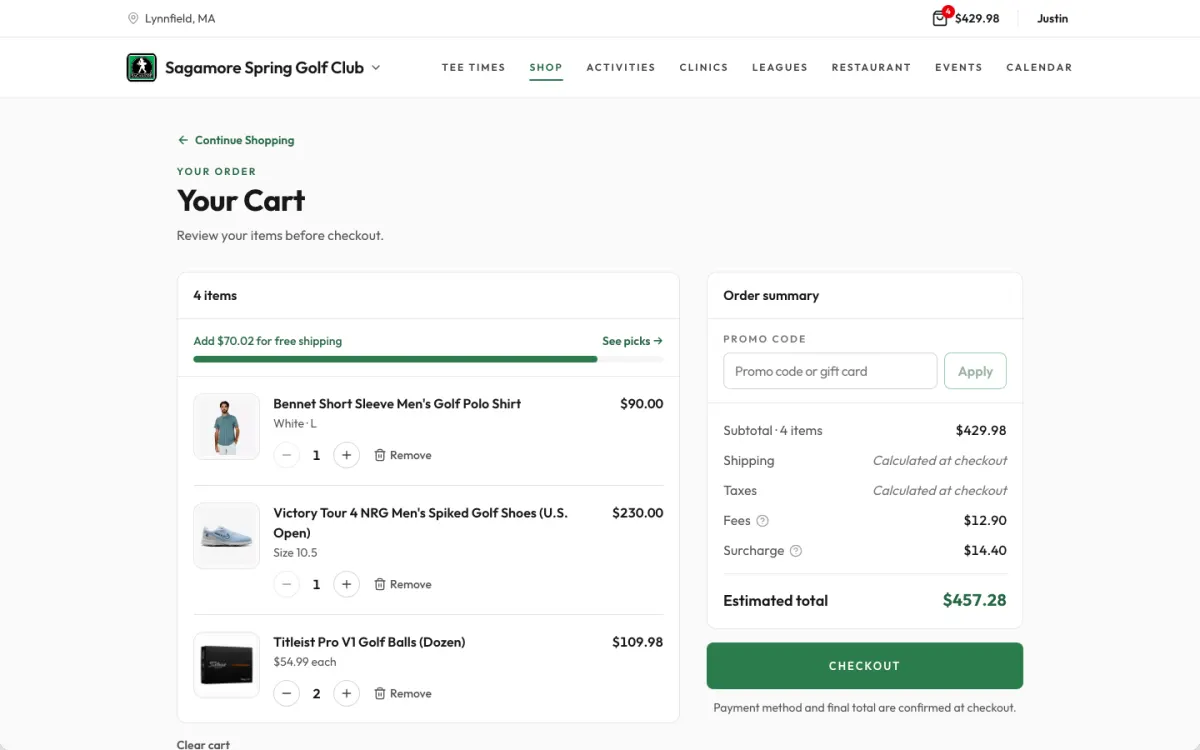 Lynnfield, MA
4
$429.98
Justin
Sagamore Spring Golf Club
TEE TIMES
SHOP
ACTIVITIES
CLINICS
LEAGUES
RESTAURANT
EVENTS
CALENDAR
← Continue Shopping
YOUR ORDER
Your Cart
Review your items before checkout.
4 items
Add $70.02 for free shipping
See picks →
Bennet Short Sleeve Men's Golf Polo Shirt
$90.00
White · L
− 1 + Remove
Victory Tour 4 NRG Men's Spiked Golf Shoes (U.S.
Open)
$230.00
Size 10.5
− 1 + Remove
Titleist Pro V1 Golf Balls (Dozen)
$109.98
$54.99 each
− 2 + Remove
Clear cart
Order summary
PROMO CODE
Promo code or gift card
Apply
Subtotal · 4 items $429.98
Shipping Calculated at checkout
Taxes Calculated at checkout
Fees ? $12.90
Surcharge ? $14.40
Estimated total $457.28
CHECKOUT
Payment method and final total are confirmed at checkout.